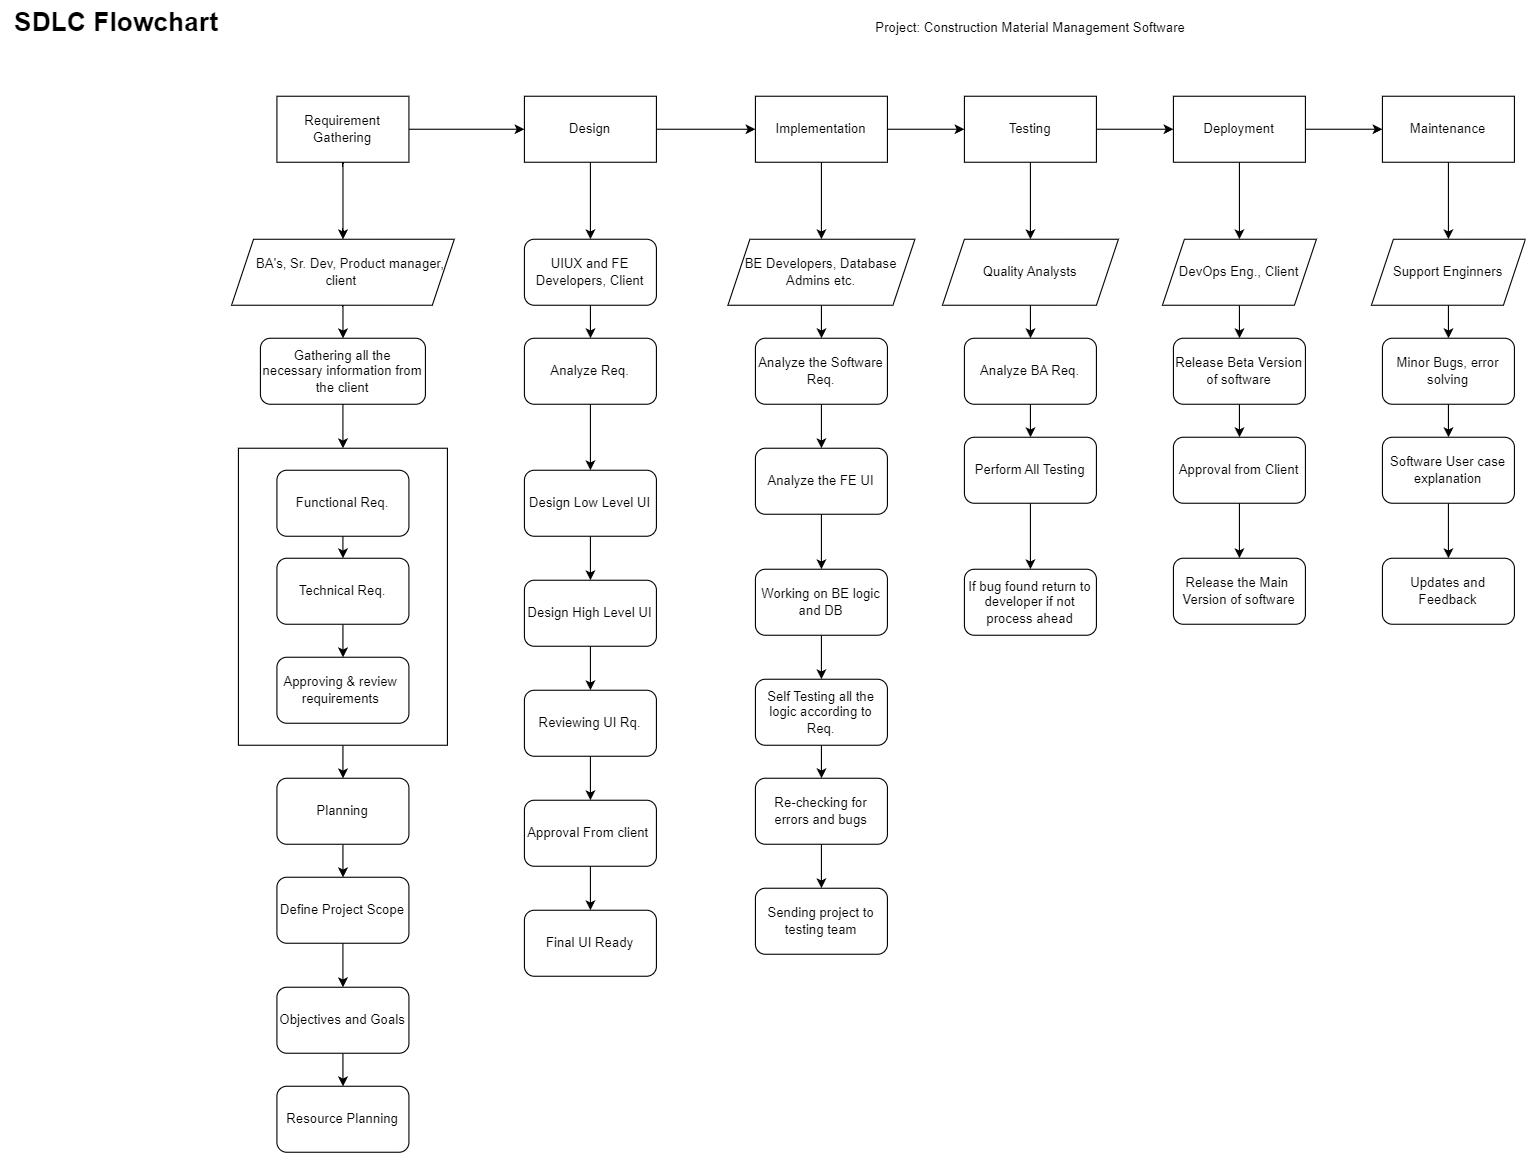 SDLC Flowchart
Project: Construction Material Management Software
Requirement
Gathering
Design
Implementation
Testing
Deployment
Maintenance
BA's, Sr. Dev, Product manager,
client
UIUX and FE
Developers, Client
BE Developers, Database
Admins etc.
Quality Analysts
DevOps Eng., Client
Support Enginners
Gathering all the
necessary information from
the client
Analyze Req.
Analyze the Software
Req.
Analyze BA Req.
Release Beta Version
of software
Minor Bugs, error
solving
Functional Req.
Design Low Level UI
Analyze the FE UI
Perform All Testing
Approval from Client
Software User case
explanation
Technical Req.
Design High Level UI
Working on BE logic
and DB
If bug found return to
developer if not
process ahead
Release the Main
Version of software
Updates and
Feedback
Approving & review
requirements
Reviewing UI Rq.
Self Testing all the
logic according to
Req.
Planning
Approval From client
Re-checking for
errors and bugs
Define Project Scope
Final UI Ready
Sending project to
testing team
Objectives and Goals
Resource Planning